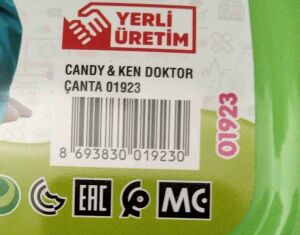 YERLİ
ÜRETİM
CANDY & KEN DOKTOR
ÇANTA 01923
8 693830 019230
01923
EAC
MC